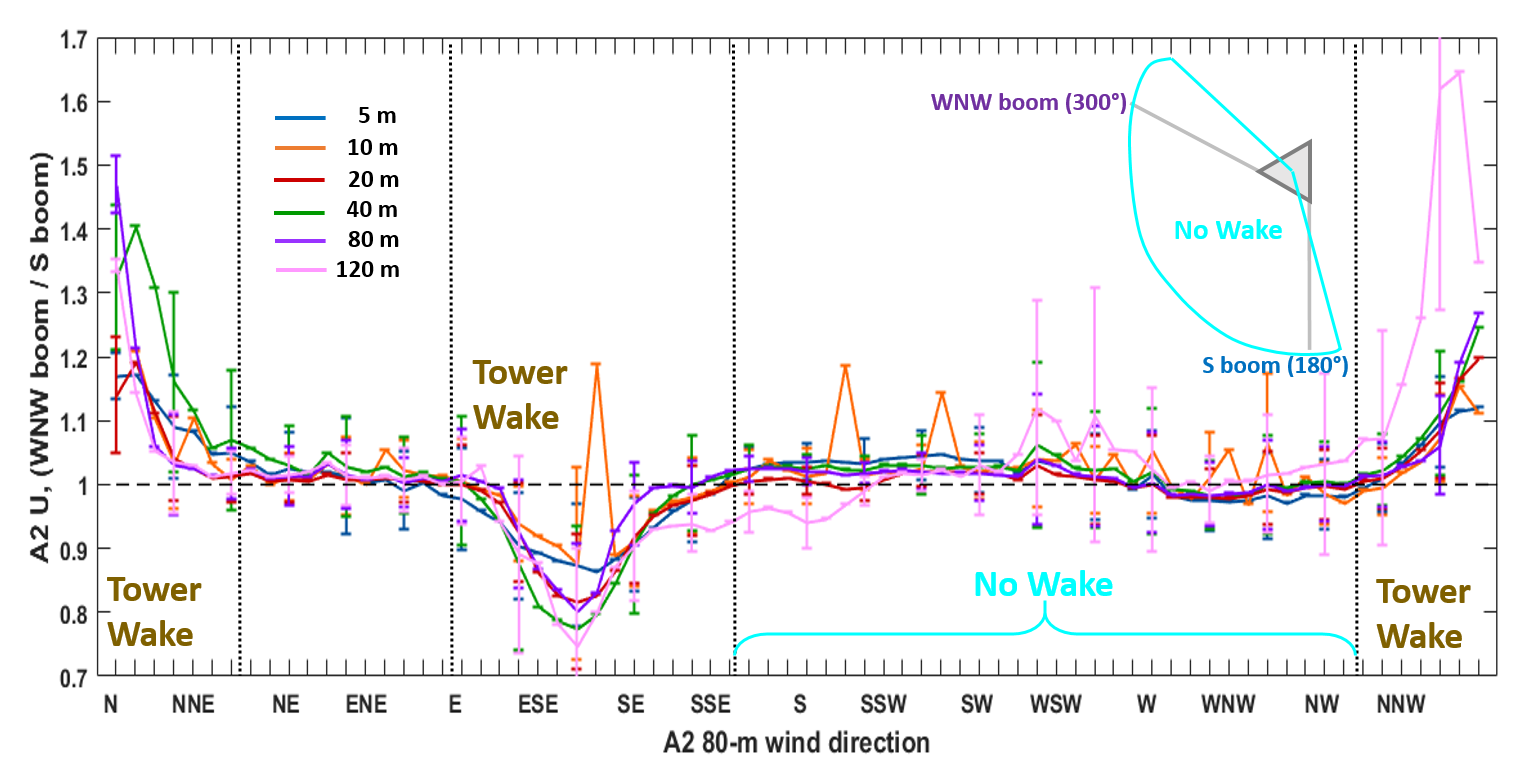 1.7
1.6
1.5
1.4
1.3
1.2
1.1
1
0.9
0.8
0.7
A2 U, (WNW boom / S boom)
5 m
10 m
20 m
40 m
80 m
120 m
WNW boom (300°)
No Wake
S boom (180°)
Tower
Wake
Tower
Wake
No Wake
Tower
Wake
N NNE NE ENE E ESE SE SSE S SSW SW WSW W WNW NW NNW
A2 80-m wind direction